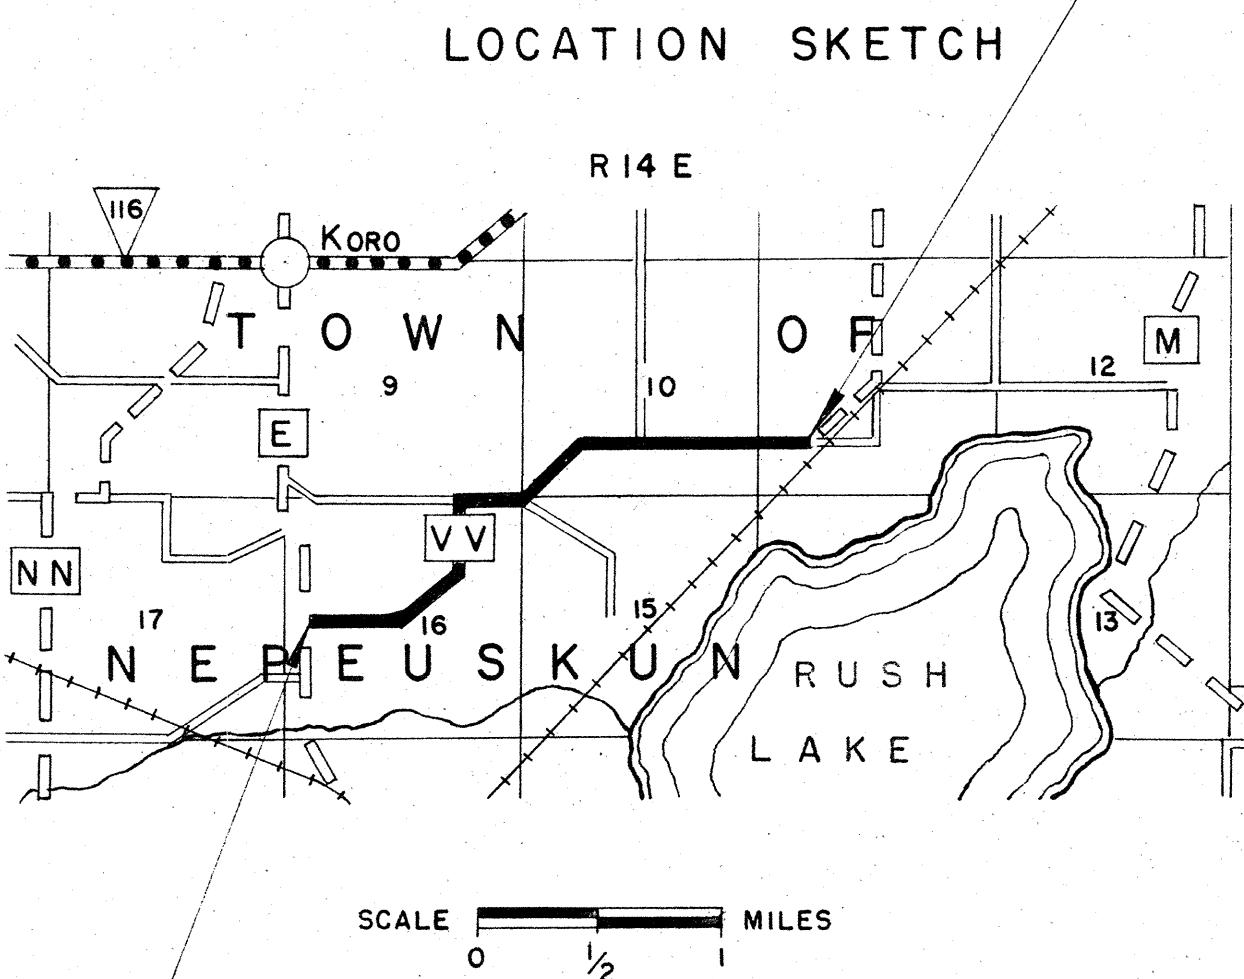 LOCATION SKETCH
R 14 E
116
KORO
TOWN OF
M
9
10
12
E
VV
NN
17
16
15
13
NEPEUSKUN
RUSH
LAKE
SCALE
MILES
0
1/2
1